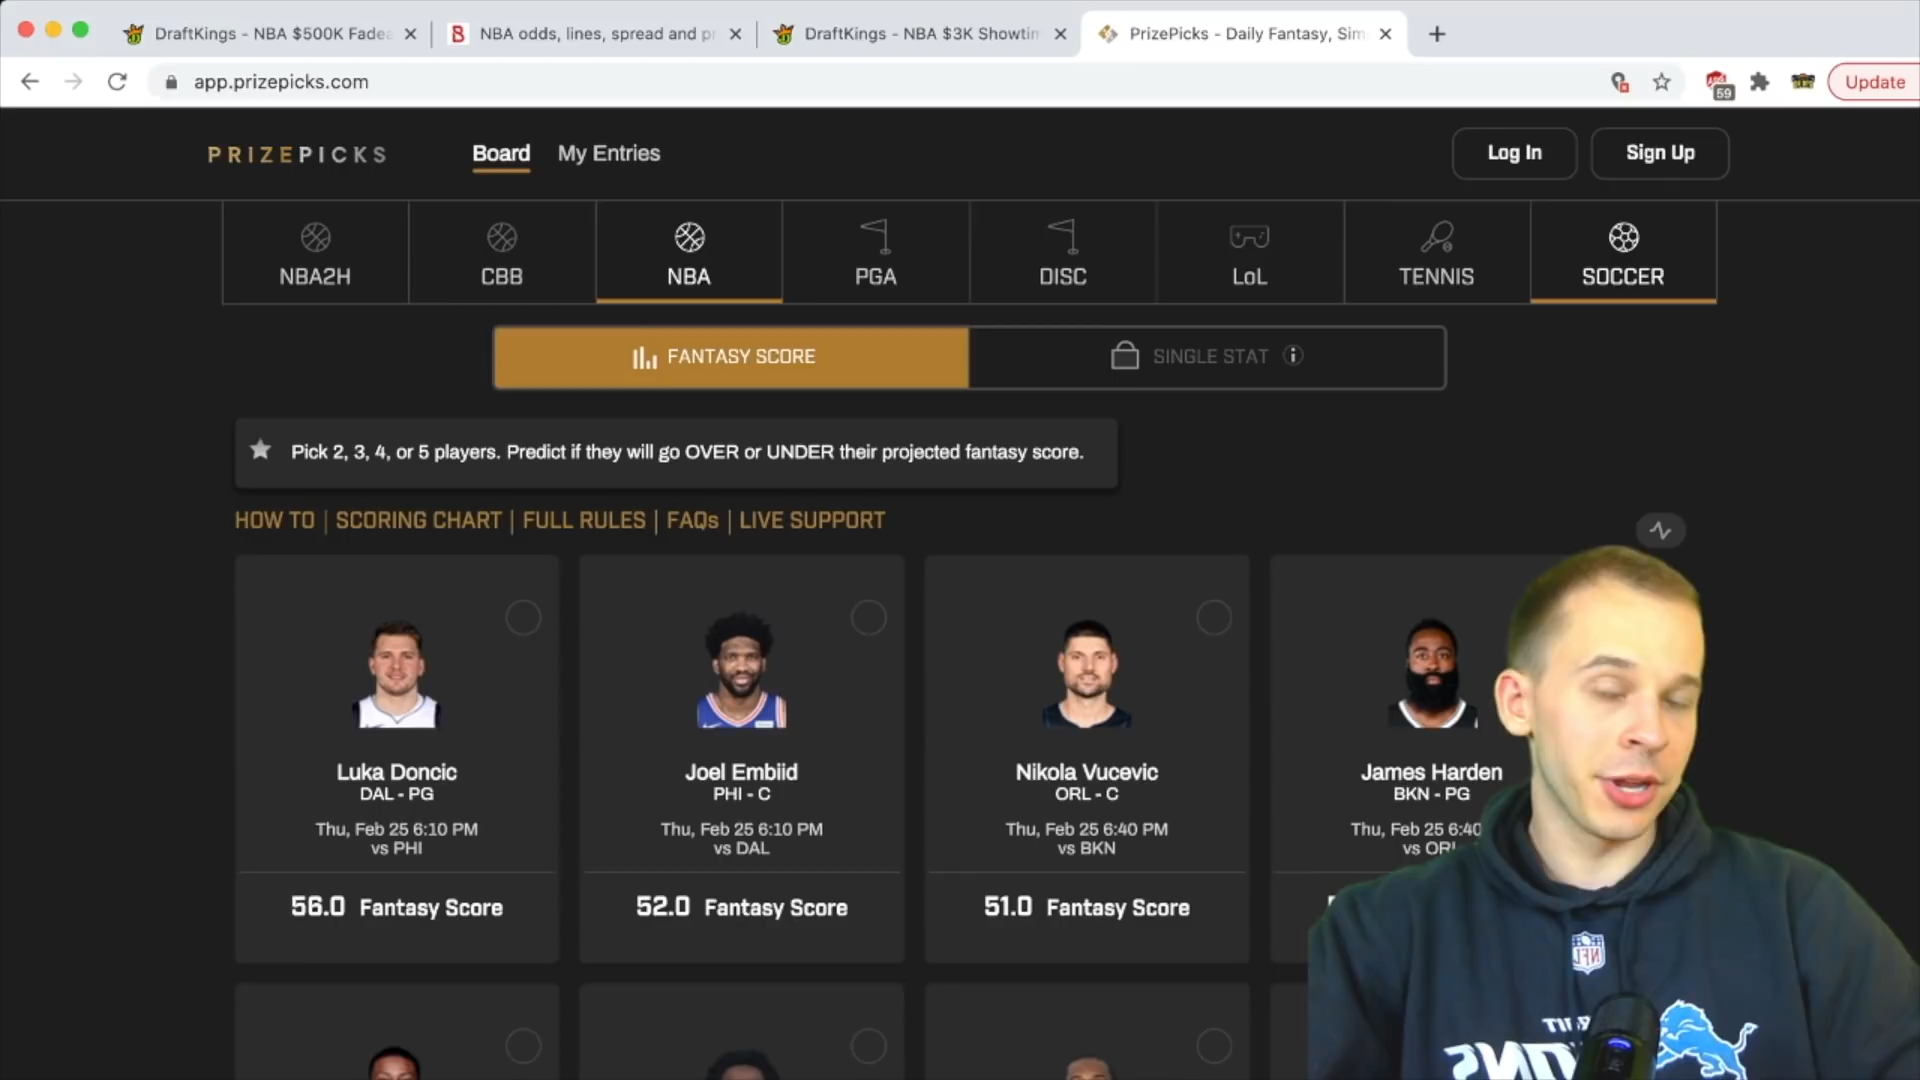 DraftKings - NBA $500K Fadea
NBA odds, lines, spread and pr
DraftKings - NBA $3K Showtim
PrizePicks - Daily Fantasy, Sim
app.prizepicks.com
59
Update
PRIZEPICKS
Board
My Entries
Log In
Sign Up
NBA2H
CBB
NBA
PGA
DISC
LoL
TENNIS
SOCCER
FANTASY SCORE
SINGLE STAT
Pick 2, 3, 4, or 5 players. Predict if they will go OVER or UNDER their projected fantasy score.
HOW TO | SCORING CHART | FULL RULES | FAQs | LIVE SUPPORT
Luka Doncic
DAL - PG
Thu, Feb 25 6:10 PM
vs PHI
56.0 Fantasy Score
Joel Embiid
PHI - C
Thu, Feb 25 6:10 PM
vs DAL
52.0 Fantasy Score
Nikola Vucevic
ORL - C
Thu, Feb 25 6:40 PM
vs BKN
51.0 Fantasy Score
James Harden
BKN - PG
Thu, Feb 25 6:40
vs ORL
NFL